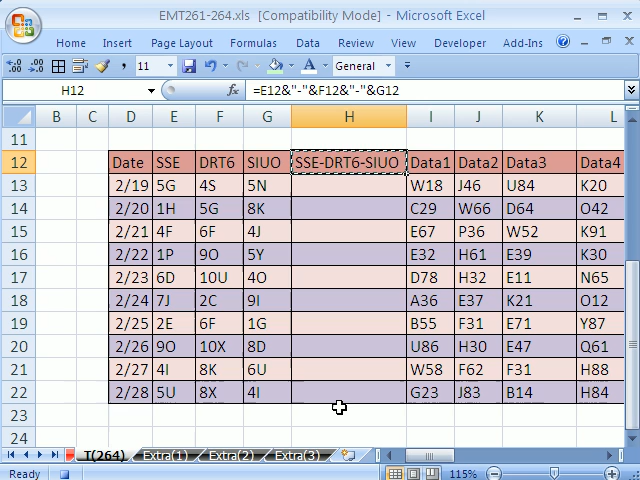 EMT261-264.xls [Compatibility Mode] - Microsoft Excel
Home Insert Page Layout Formulas Data Review View Developer Add-Ins
11 General
H12 fx =E12&"-"&F12&"-"&G12
B C D E F G H I J K L
11
12 Date SSE DRT6 SIUO SSE-DRT6-SIUO Data1 Data2 Data3 Data4
13 2/19 5G 4S 5N W18 J46 U84 K20
14 2/20 1H 5G 8K C29 W66 D64 O42
15 2/21 4F 6F 4J E67 P36 W52 K91
16 2/22 1P 9O 5Y E32 H61 E39 K30
17 2/23 6D 10U 4O D78 H32 E11 N65
18 2/24 7J 2C 9I A36 E37 K21 O12
19 2/25 2E 6F 1G B55 F31 E71 Y87
20 2/26 9O 10X 8D U86 H30 E47 Q61
21 2/27 4I 8K 6U W58 F62 F31 H88
22 2/28 5U 8X 4I G23 J83 B14 H84
23
24
T(264) Extra(1) Extra(2) Extra(3)
Ready 115%